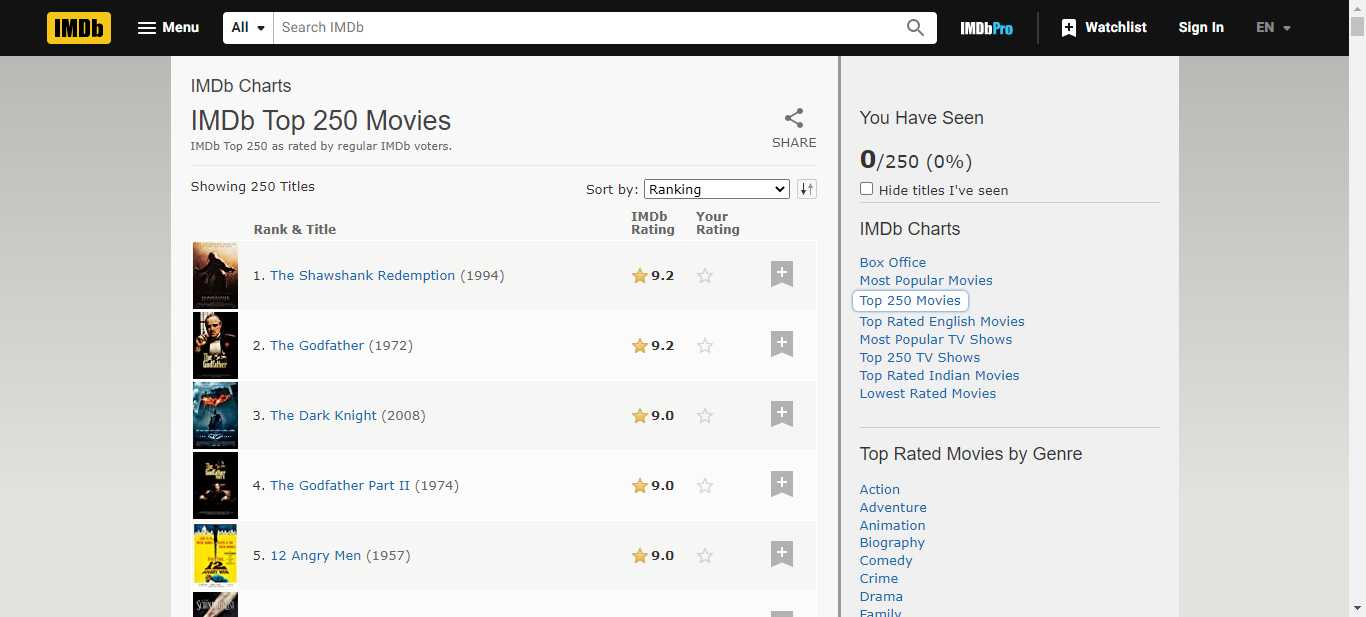 IMDb
Menu
All
Search IMDb
IMDbPro
Watchlist
Sign In
EN
IMDb Charts
IMDb Top 250 Movies
IMDb Top 250 as rated by regular IMDb voters.
SHARE
Showing 250 Titles
Sort by: Ranking
Rank & Title
IMDb Rating
Your Rating
1. The Shawshank Redemption (1994)
9.2
2. The Godfather (1972)
9.2
3. The Dark Knight (2008)
9.0
4. The Godfather Part II (1974)
9.0
5. 12 Angry Men (1957)
9.0
You Have Seen
0/250 (0%)
Hide titles I've seen
IMDb Charts
Box Office
Most Popular Movies
Top 250 Movies
Top Rated English Movies
Most Popular TV Shows
Top 250 TV Shows
Top Rated Indian Movies
Lowest Rated Movies
Top Rated Movies by Genre
Action
Adventure
Animation
Biography
Comedy
Crime
Drama
Family